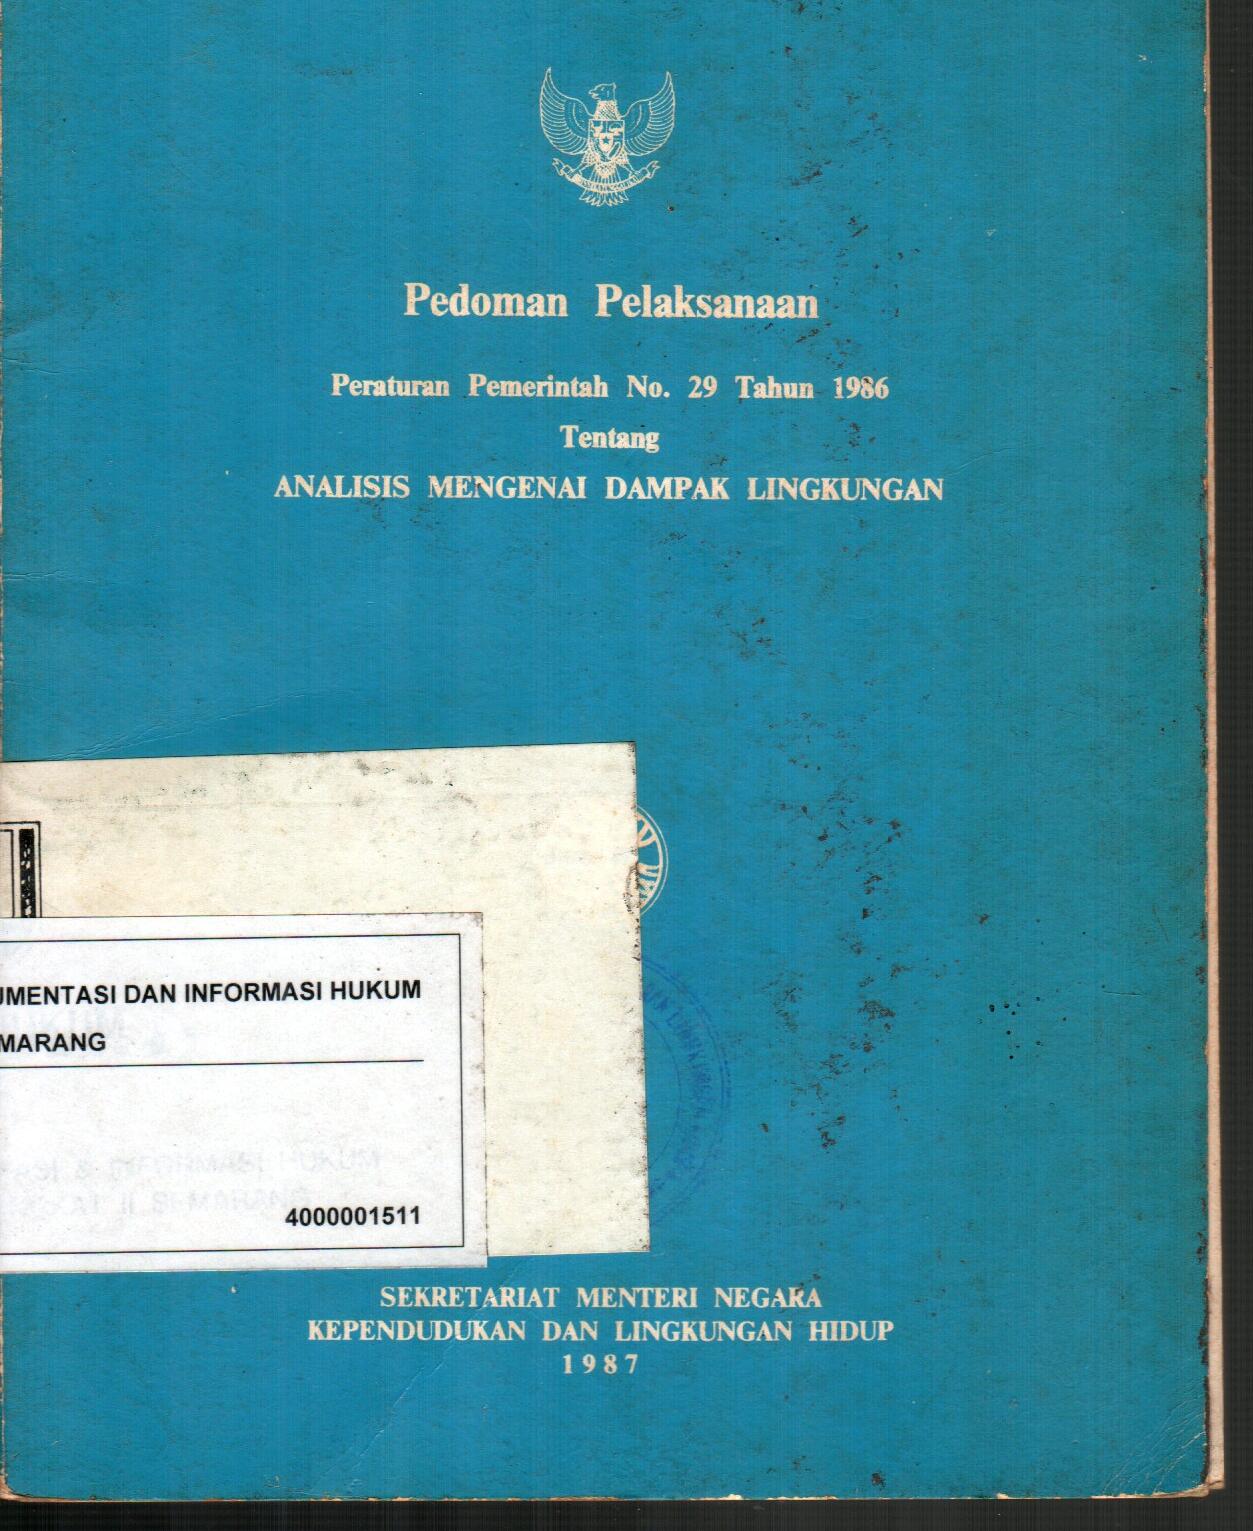 Pedoman Pelaksanaan
Peraturan Pemerintah No. 29 Tahun 1986
Tentang
ANALISIS MENGENAI DAMPAK LINGKUNGAN
UMENTASI DAN INFORMASI HUKUM
MARANG
4000001511
SEKRETARIAT MENTERI NEGARA
KEPENDUDUKAN DAN LINGKUNGAN HIDUP
1987